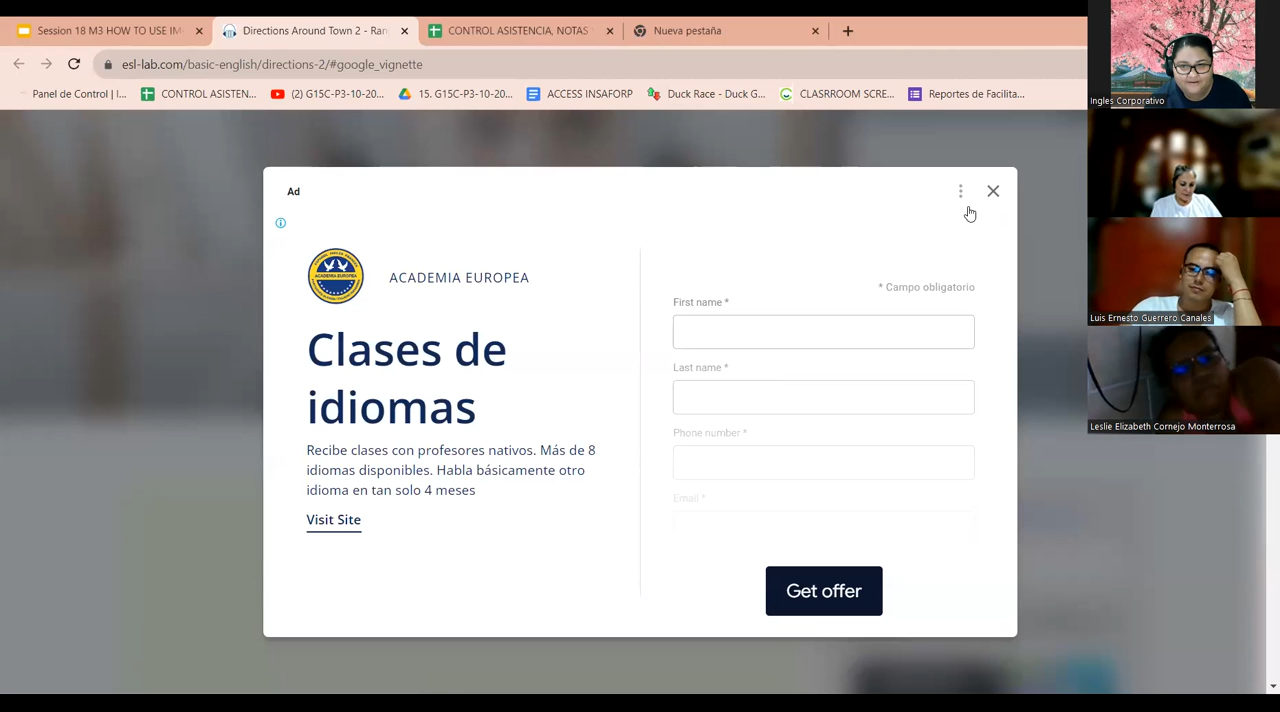 Session 18 M3 HOW TO USE IM
Directions Around Town 2 - Ran
CONTROL ASISTENCIA, NOTAS
Nueva pestaña
esl-lab.com/basic-english/directions-2/#google_vignette
Panel de Control | I...
CONTROL ASISTEN...
(2) G15C-P3-10-20...
15. G15C-P3-10-20...
ACCESS INSAFORP
Duck Race - Duck G...
CLASRROOM SCRE...
Reportes de Facilita...
Ingles Corporativo
Luis Ernesto Guerrero Canales
Leslie Elizabeth Cornejo Monterrosa
Ad
ACADEMIA EUROPEA
ACADEMIA EUROPEA
Clases de
idiomas
Recibe clases con profesores nativos. Más de 8
idiomas disponibles. Habla básicamente otro
idioma en tan solo 4 meses
Visit Site
* Campo obligatorio
First name *
Last name *
Phone number *
Email *
Get offer